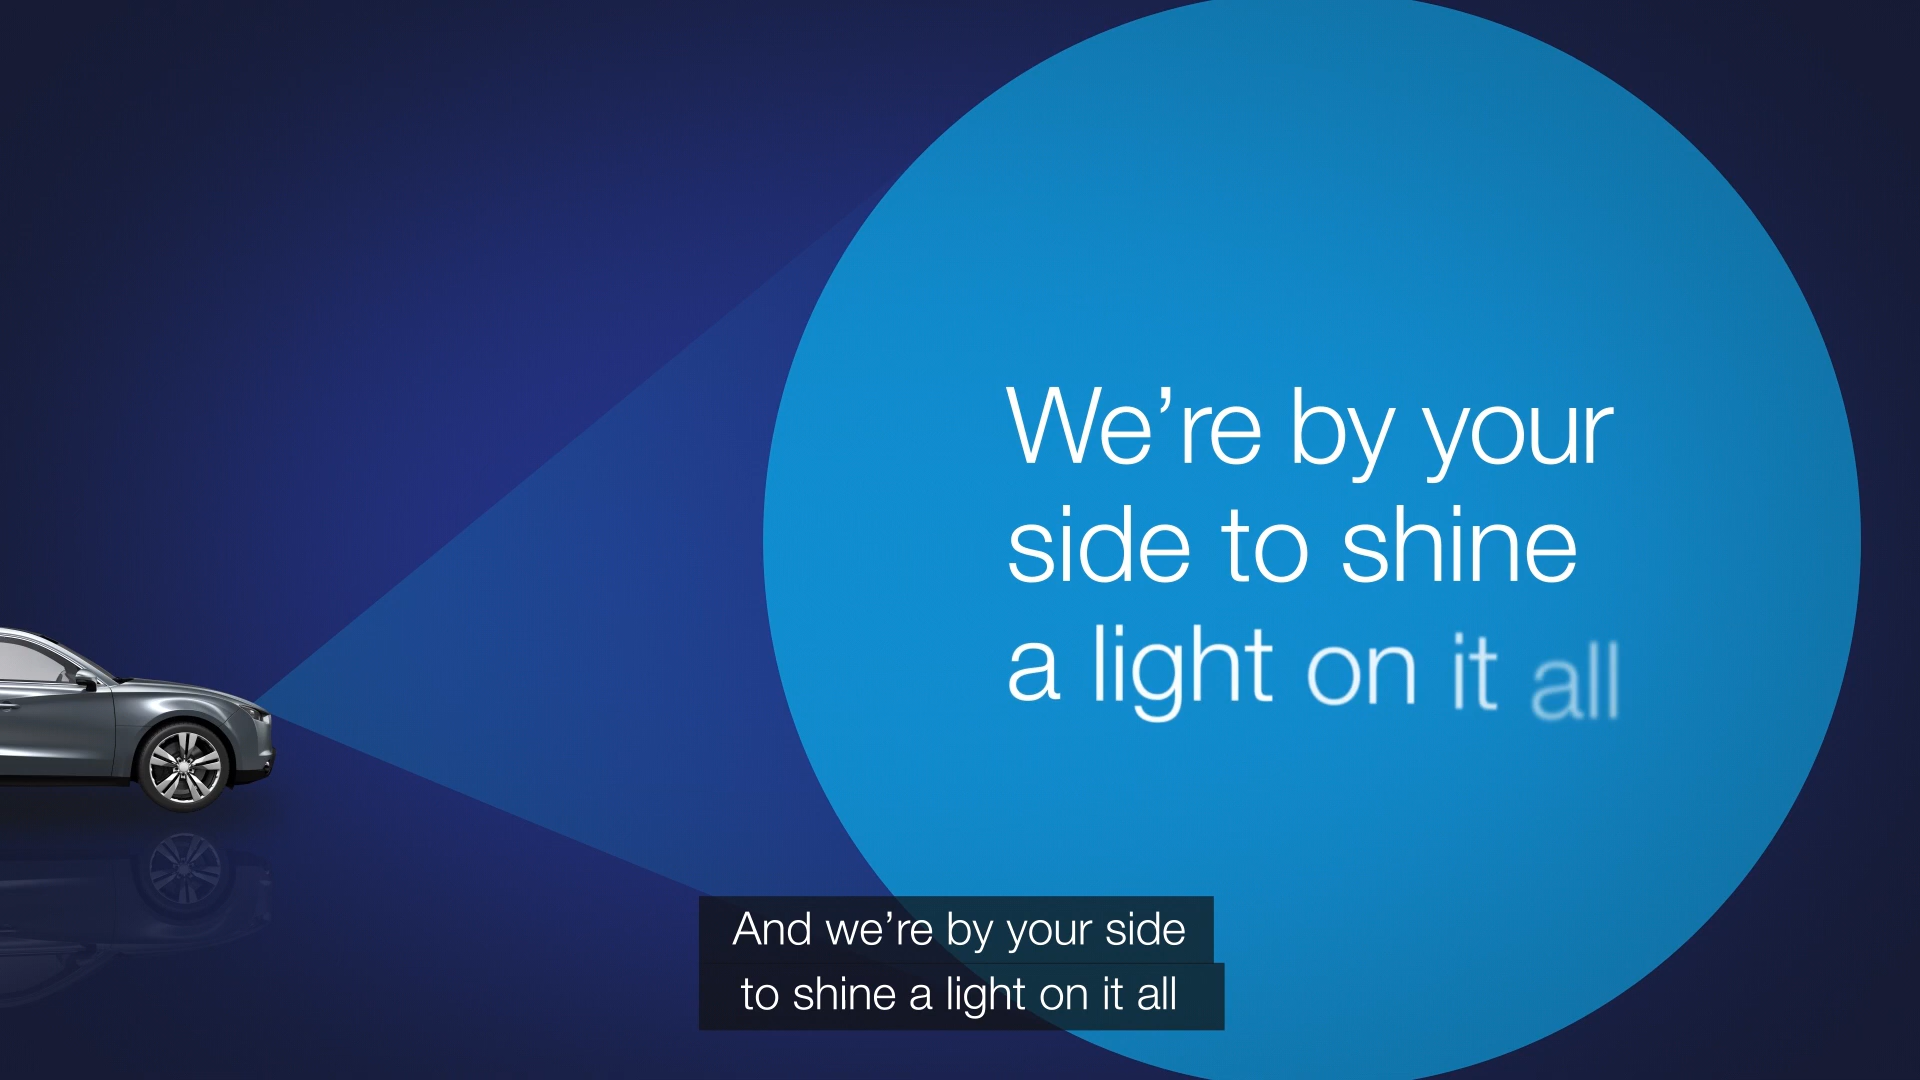 We’re by your
side to shine
a light on it all
And we’re by your side
to shine a light on it all